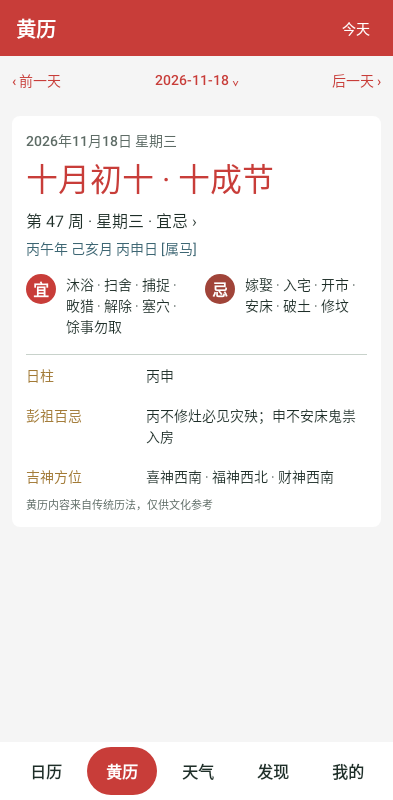 黄历
今天
‹ 前一天
2026-11-18 ⌄
后一天 ›
2026年11月18日 星期三
十月初十 · 十成节
第 47 周 · 星期三 · 宜忌 ›
丙午年 己亥月 丙申日 [属马]
宜
沐浴 · 扫舍 · 捕捉 ·
畋猎 · 解除 · 塞穴 ·
馀事勿取
忌
嫁娶 · 入宅 · 开市 ·
安床 · 破土 · 修坟
日柱
丙申
彭祖百忌
丙不修灶必见灾殃；申不安床鬼祟
入房
吉神方位
喜神西南 · 福神西北 · 财神西南
黄历内容来自传统历法，仅供文化参考
日历
黄历
天气
发现
我的